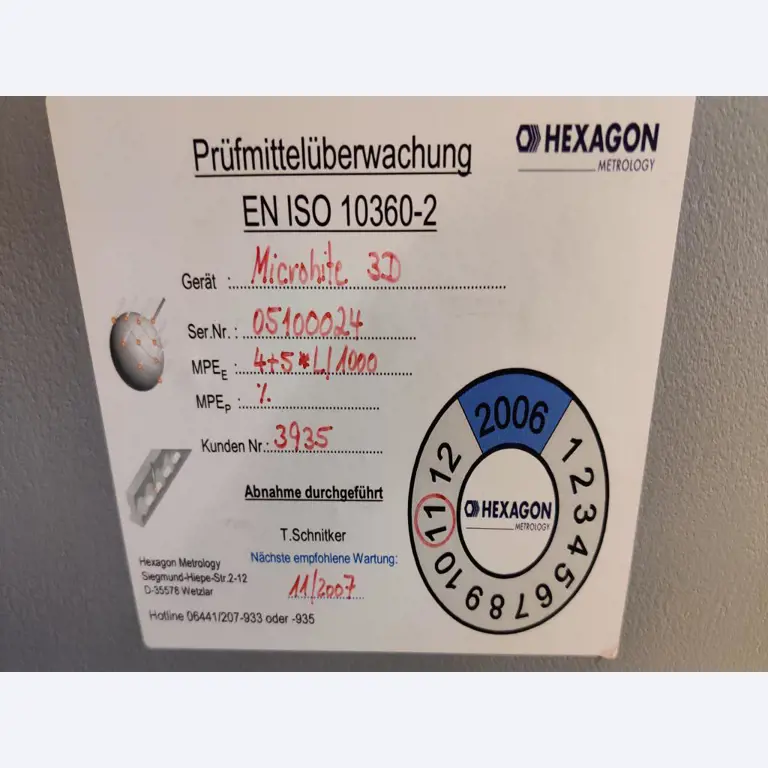 HEXAGON
METROLOGY
Prüfmittelüberwachung
EN ISO 10360-2
Gerät :. Microhite 3D
Ser.Nr. : 05100024
MPE_E : 4+5*L/1000
MPE_P : %
Kunden Nr.: 3935
Abnahme durchgeführt
T.Schnitker
Nächste empfohlene Wartung:
11/2007
Hexagon Metrology
Siegmund-Hiepe-Str.2-12
D-35578 Wetzlar
Hotline 06441/207-933 oder -935
2006
1 2 3 4 5 6 7 8 9 10 11 12
HEXAGON
METROLOGY